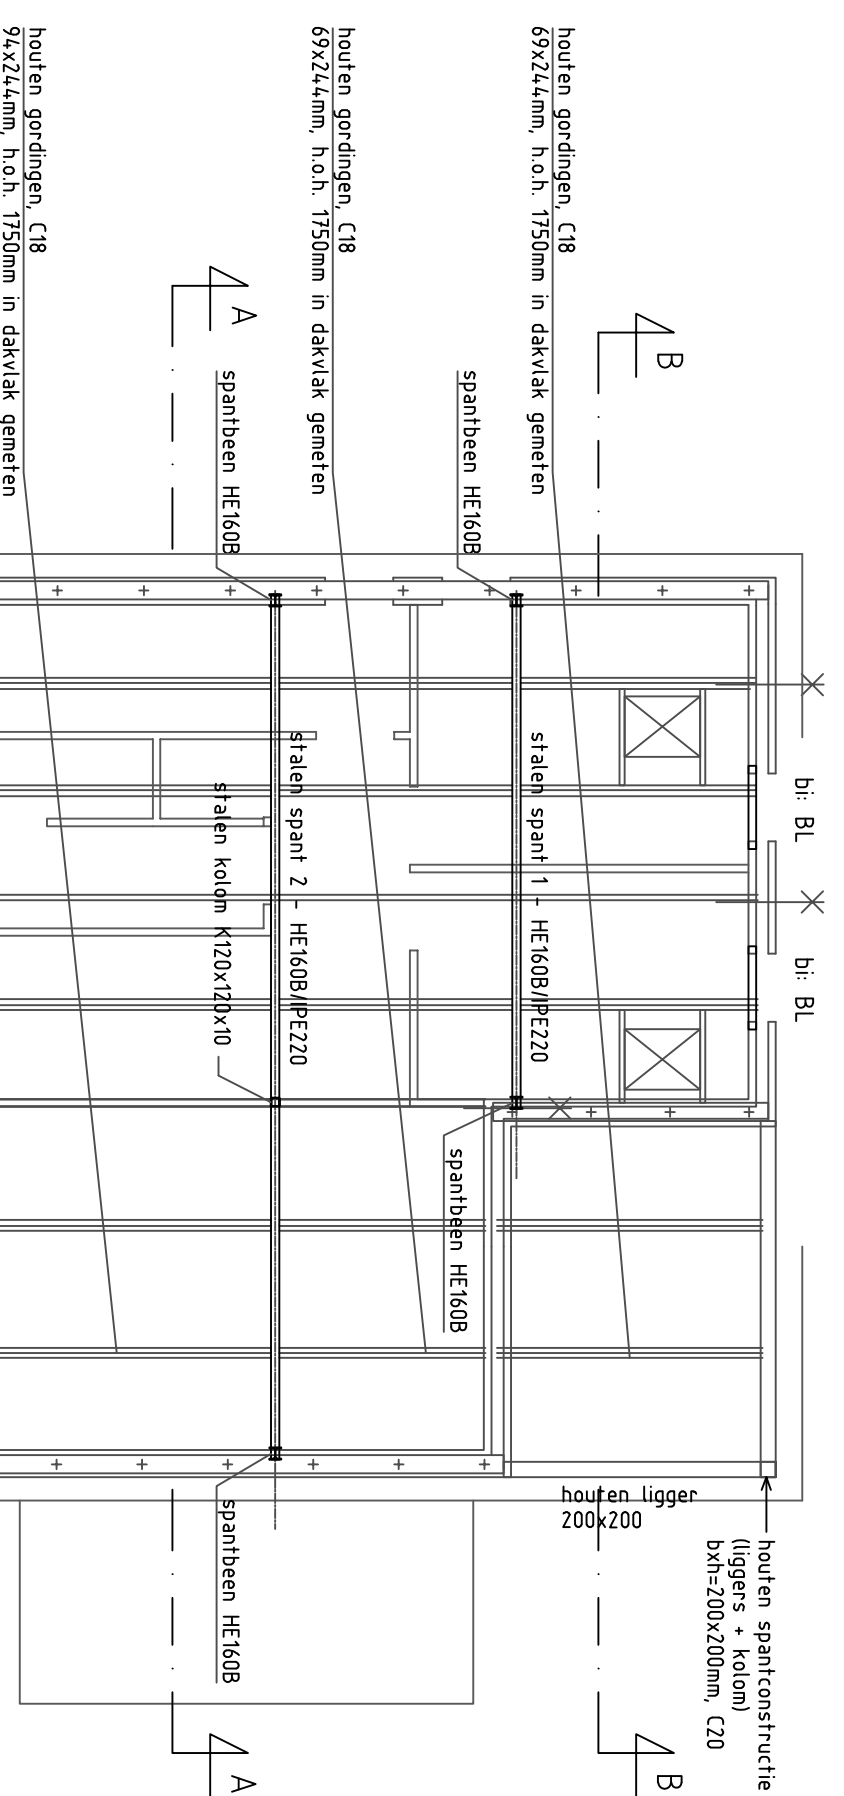 houten gordingen, C18
69x244mm, h.o.h. 1750mm in dakvlak gemeten
houten gordingen, C18
69x244mm, h.o.h. 1750mm in dakvlak gemeten
houten gordingen, C18
94x244mm, h.o.h. 1750mm in dakvlak gemeten
B
A
spantbeen HE160B
spantbeen HE160B
bi: BL
bi: BL
stalen spant 1 - HE160B/IPE220
stalen spant 2 - HE160B/IPE220
stalen kolom K120x120x10
spantbeen HE160B
spantbeen HE160B
houten ligger
200x200
houten spantconstructie
(liggers + kolom)
bxh=200x200mm, C20
B
A